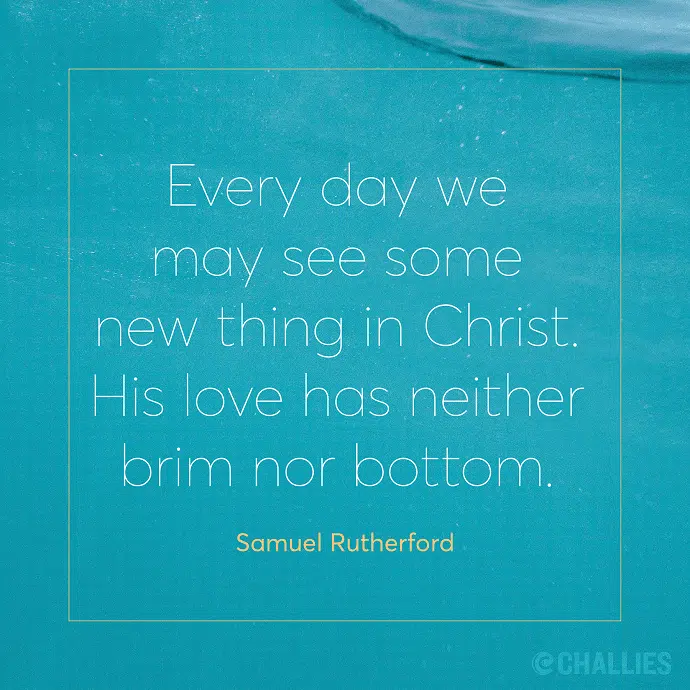 Every day we
may see some
new thing in Christ.
His love has neither
brim nor bottom.
Samuel Rutherford
@CHALLIES